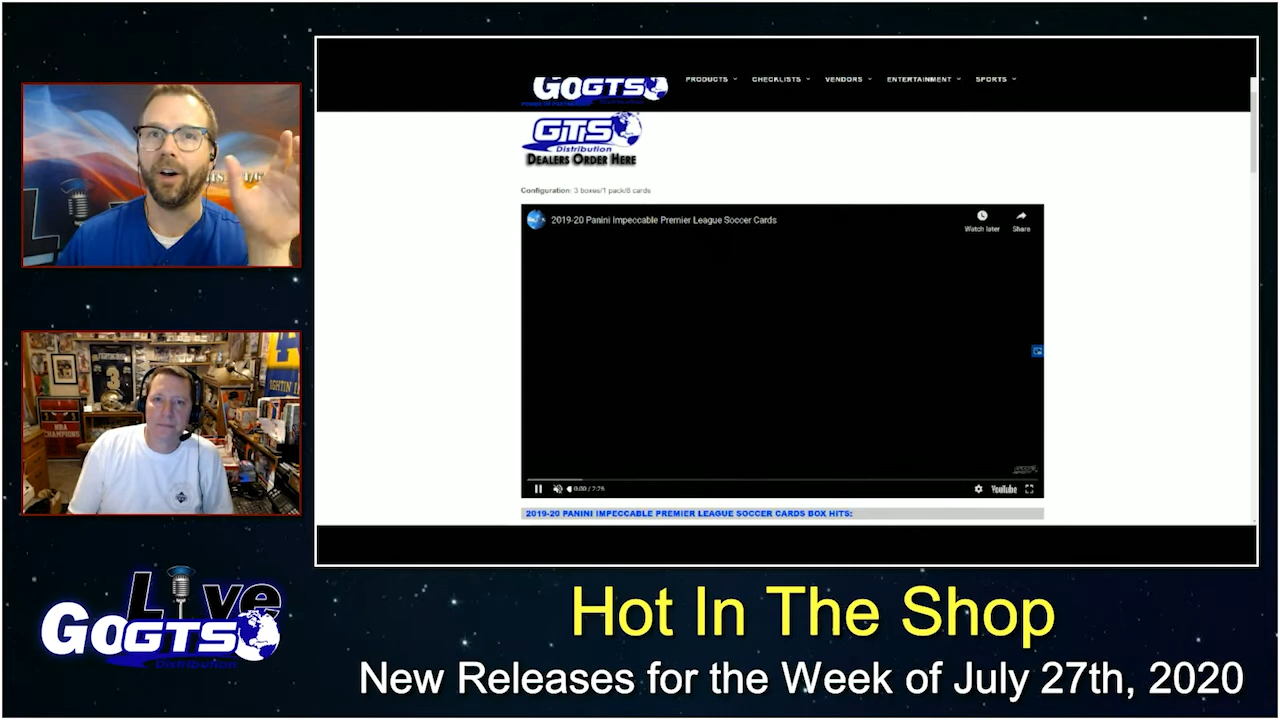 GOGTS
PRODUCTS CHECKLISTS VENDORS ENTERTAINMENT SPORTS
GTS
Distribution
DEALERS ORDER HERE
Configuration: 3 boxes/1 pack/8 cards
2019-20 Panini Impeccable Premier League Soccer Cards
Watch later
Share
0:00 / 2:26
YouTube
2019-20 PANINI IMPECCABLE PREMIER LEAGUE SOCCER CARDS BOX HITS:
3
NBA
CHAMPIONS
Live
GOGTS
Distribution
Hot In The Shop
New Releases for the Week of July 27th, 2020